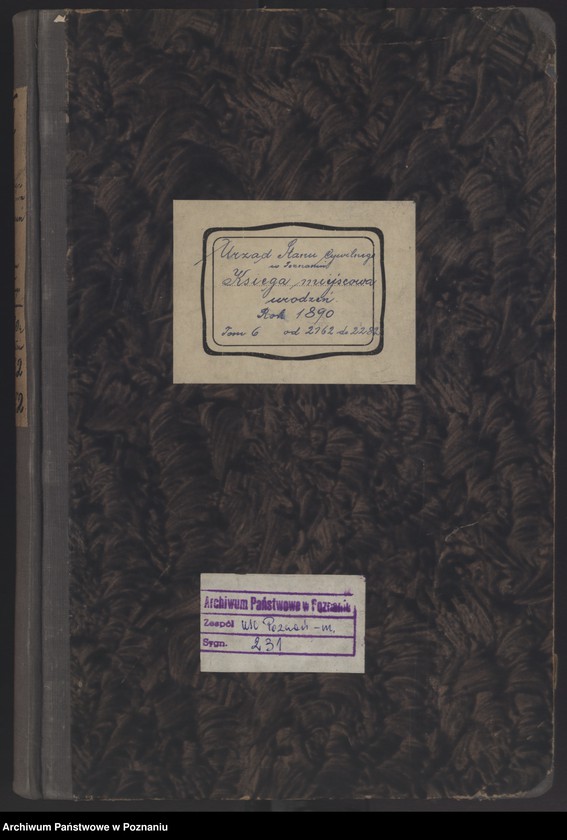 Urząd Stanu Cywilnego
w Poznaniu
Księga miejscowa
urodzeń.
Rok 1890
Tom 6 od 2162 do 2282
Archiwum Państwowe w Poznaniu
Zespół USC Poznań-m.
Sygn. 231
Archiwum Państwowe w Poznaniu